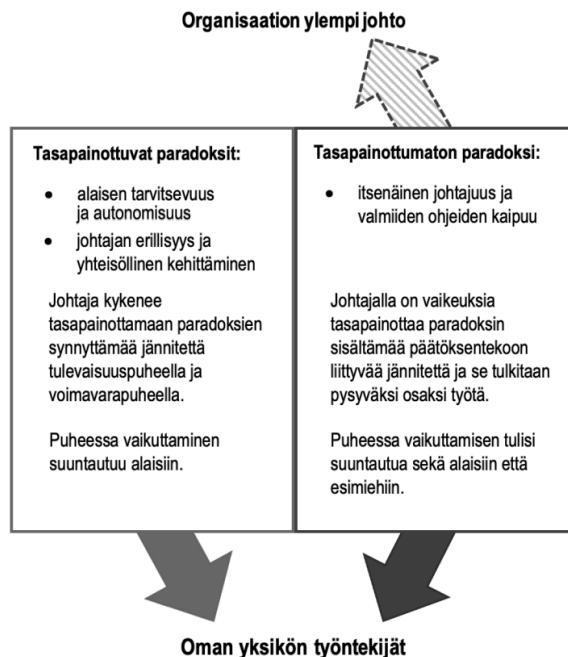 Organisaation ylempi johto
Tasapainottuvat paradoksit:
• alaisen tarvitsevuus
ja autonomisuus
• johtajan erillisyys ja
yhteisöllinen kehittäminen
Johtaja kykenee
tasapainottamaan paradoksien
synnyttämää jännitettä
tulevaisuuspuheella ja
voimavarapuheella.
Puheessa vaikuttaminen
suuntautuu alaisiin.
Tasapainottumaton paradoksi:
• itsenäinen johtajuus ja
valmiiden ohjeiden kaipuu
Johtajalla on vaikeuksia
tasapainottaa paradoksin
sisältämää päätöksentekoon
liittyvää jännitettä ja se tulkitaan
pysyväksi osaksi työtä.
Puheessa vaikuttamisen tulisi
suuntautua sekä alaisiin että
esimiehiin.
Oman yksikön työntekijät